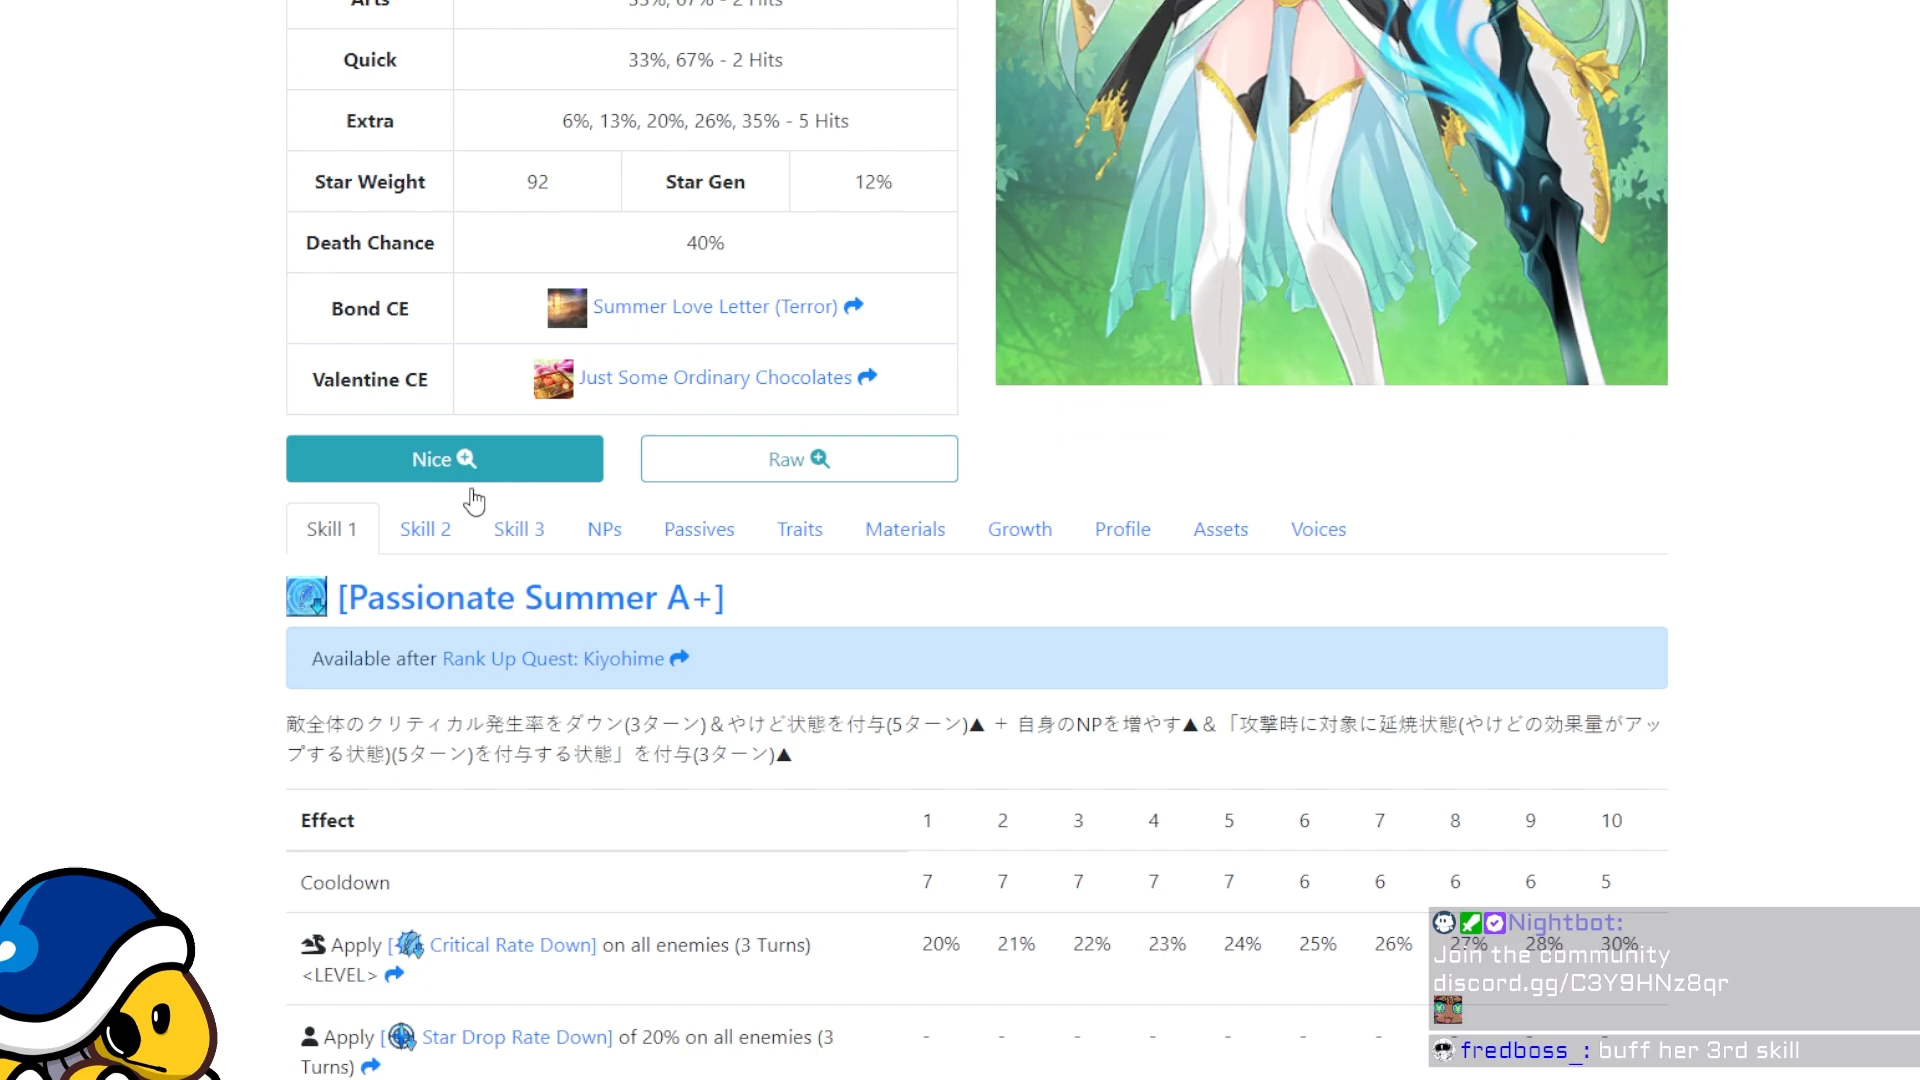 Arts 33%, 67% - 2 Hits
Quick 33%, 67% - 2 Hits
Extra 6%, 13%, 20%, 26%, 35% - 5 Hits
Star Weight 92 Star Gen 12%
Death Chance 40%
Bond CE Summer Love Letter (Terror)
Valentine CE Just Some Ordinary Chocolates
Nice Raw
Skill 1 Skill 2 Skill 3 NPs Passives Traits Materials Growth Profile Assets Voices
[Passionate Summer A+]
Available after Rank Up Quest: Kiyohime
敵全体のクリティカル発生率をダウン(3ターン)＆やけど状態を付与(5ターン)▲ ＋ 自身のNPを増やす▲＆「攻撃時に対象に延焼状態(やけどの効果量がアッ
プする状態)(5ターン)を付与する状態」を付与(3ターン)▲
Effect 1 2 3 4 5 6 7 8 9 10
Cooldown 7 7 7 7 7 6 6 6 6 5
Apply [Critical Rate Down] on all enemies (3 Turns) 20% 21% 22% 23% 24% 25% 26% 27% 28% 30%
<LEVEL>
Apply [Star Drop Rate Down] of 20% on all enemies (3 - - - - - - - - - -
Turns)
Nightbot:
Join the community
discord.gg/C3Y9HNz8qr
fredboss_: buff her 3rd skill